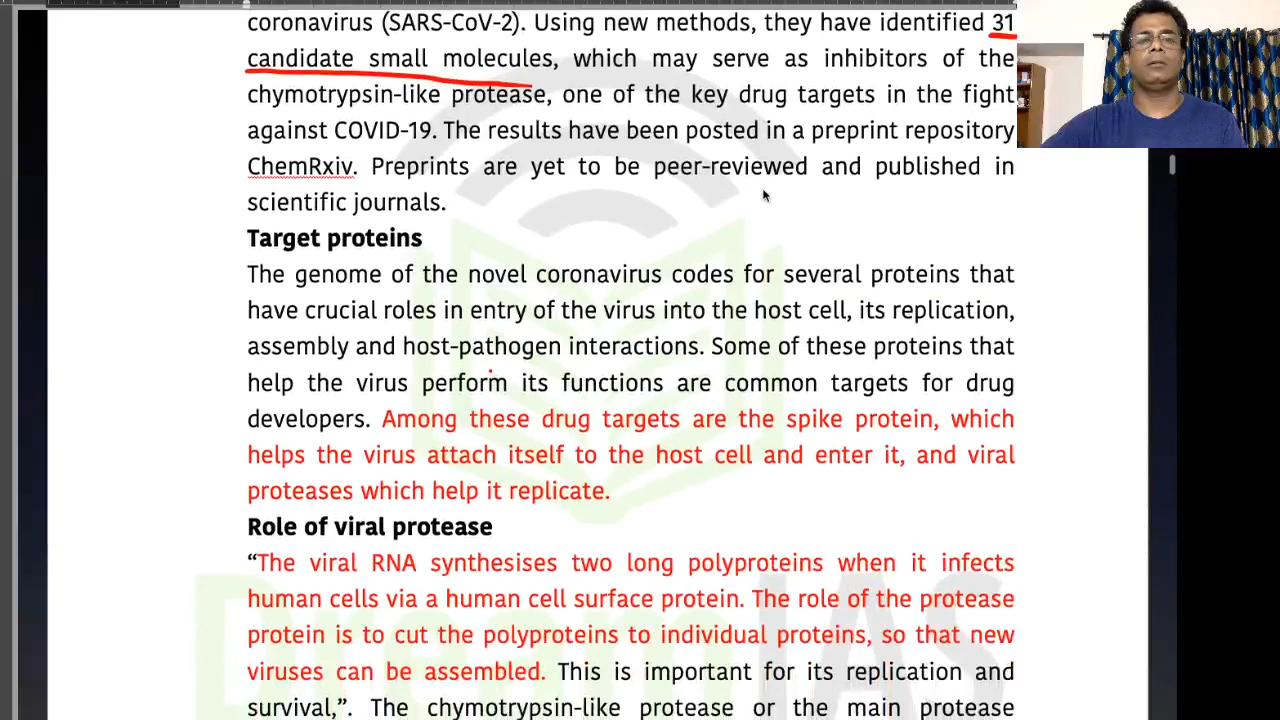 coronavirus (SARS-CoV-2). Using new methods, they have identified 31
candidate small molecules, which may serve as inhibitors of the
chymotrypsin-like protease, one of the key drug targets in the fight
against COVID-19. The results have been posted in a preprint repository
ChemRxiv. Preprints are yet to be peer-reviewed and published in
scientific journals.
Target proteins
The genome of the novel coronavirus codes for several proteins that
have crucial roles in entry of the virus into the host cell, its replication,
assembly and host-pathogen interactions. Some of these proteins that
help the virus perform its functions are common targets for drug
developers. Among these drug targets are the spike protein, which
helps the virus attach itself to the host cell and enter it, and viral
proteases which help it replicate.
Role of viral protease
“The viral RNA synthesises two long polyproteins when it infects
human cells via a human cell surface protein. The role of the protease
protein is to cut the polyproteins to individual proteins, so that new
viruses can be assembled. This is important for its replication and
survival,”. The chymotrypsin-like protease or the main protease
DreamIAS